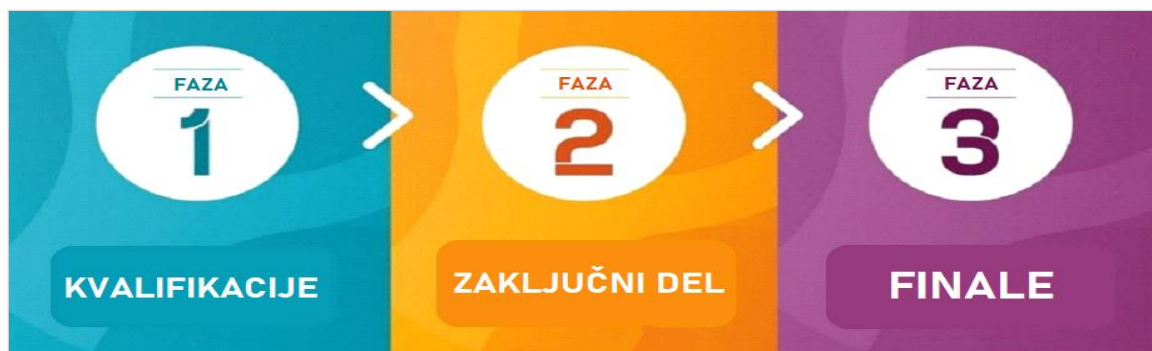 FAZA
1
KVALIFIKACIJE
FAZA
2
ZAKLJUČNI DEL
FAZA
3
FINALE